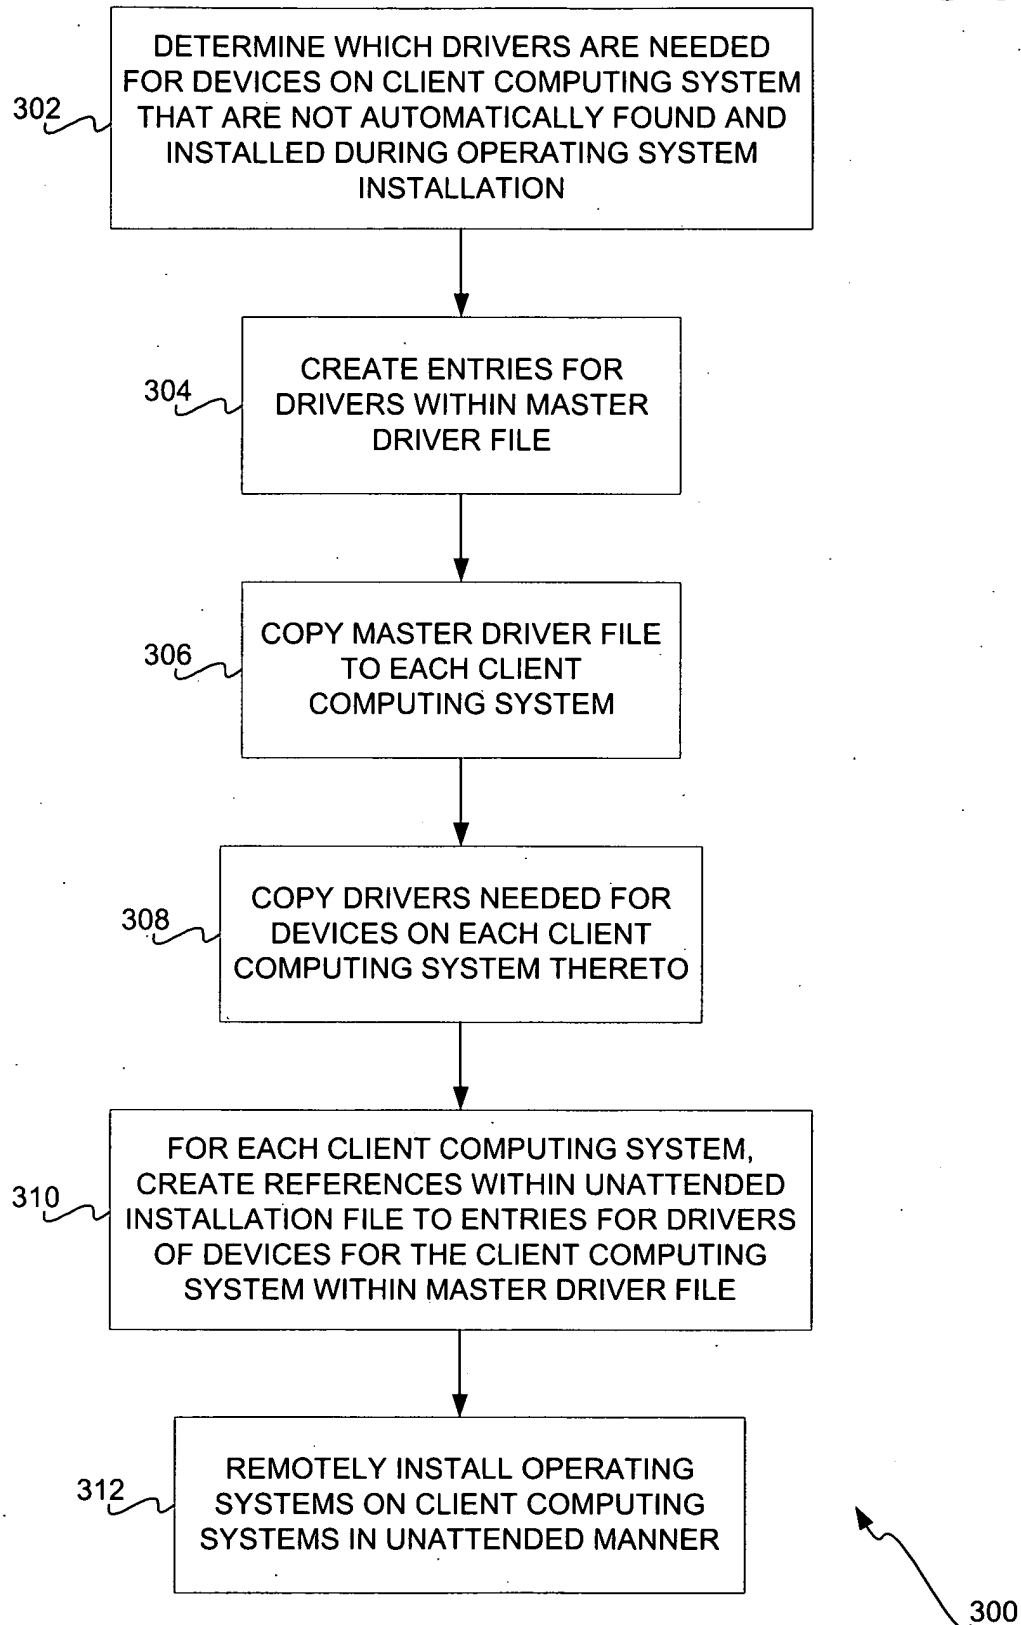 DETERMINE WHICH DRIVERS ARE NEEDED
FOR DEVICES ON CLIENT COMPUTING SYSTEM
THAT ARE NOT AUTOMATICALLY FOUND AND
INSTALLED DURING OPERATING SYSTEM
INSTALLATION
302
CREATE ENTRIES FOR
DRIVERS WITHIN MASTER
DRIVER FILE
304
COPY MASTER DRIVER FILE
TO EACH CLIENT
COMPUTING SYSTEM
306
COPY DRIVERS NEEDED FOR
DEVICES ON EACH CLIENT
COMPUTING SYSTEM THERETO
308
FOR EACH CLIENT COMPUTING SYSTEM,
CREATE REFERENCES WITHIN UNATTENDED
INSTALLATION FILE TO ENTRIES FOR DRIVERS
OF DEVICES FOR THE CLIENT COMPUTING
SYSTEM WITHIN MASTER DRIVER FILE
310
REMOTELY INSTALL OPERATING
SYSTEMS ON CLIENT COMPUTING
SYSTEMS IN UNATTENDED MANNER
312
300